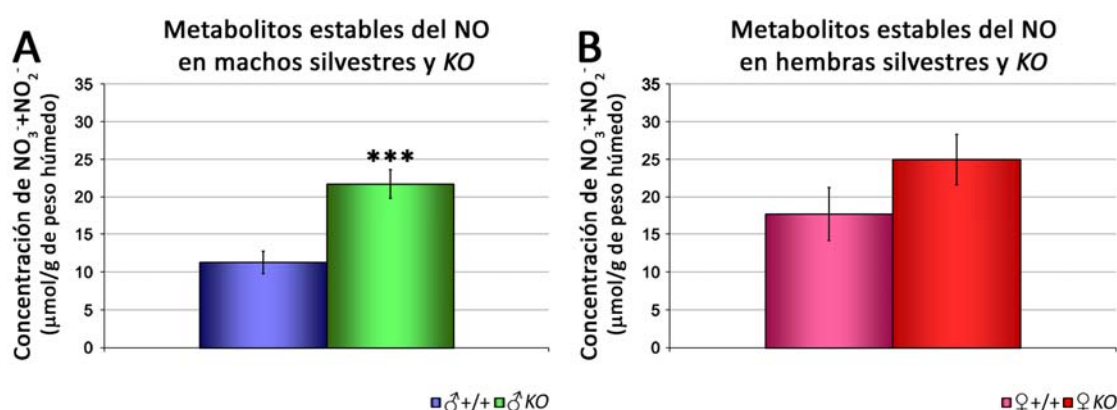 A
Metabolitos estables del NO
en machos silvestres y KO
Concentración de NO₃⁻+NO₂⁻
(μmol/g de peso húmedo)
35
30
25
20
15
10
5
0
***
♂+/+ ♂KO
B
Metabolitos estables del NO
en hembras silvestres y KO
Concentración de NO₃⁻+NO₂⁻
(μmol/g de peso húmedo)
35
30
25
20
15
10
5
0
♀+/+ ♀KO